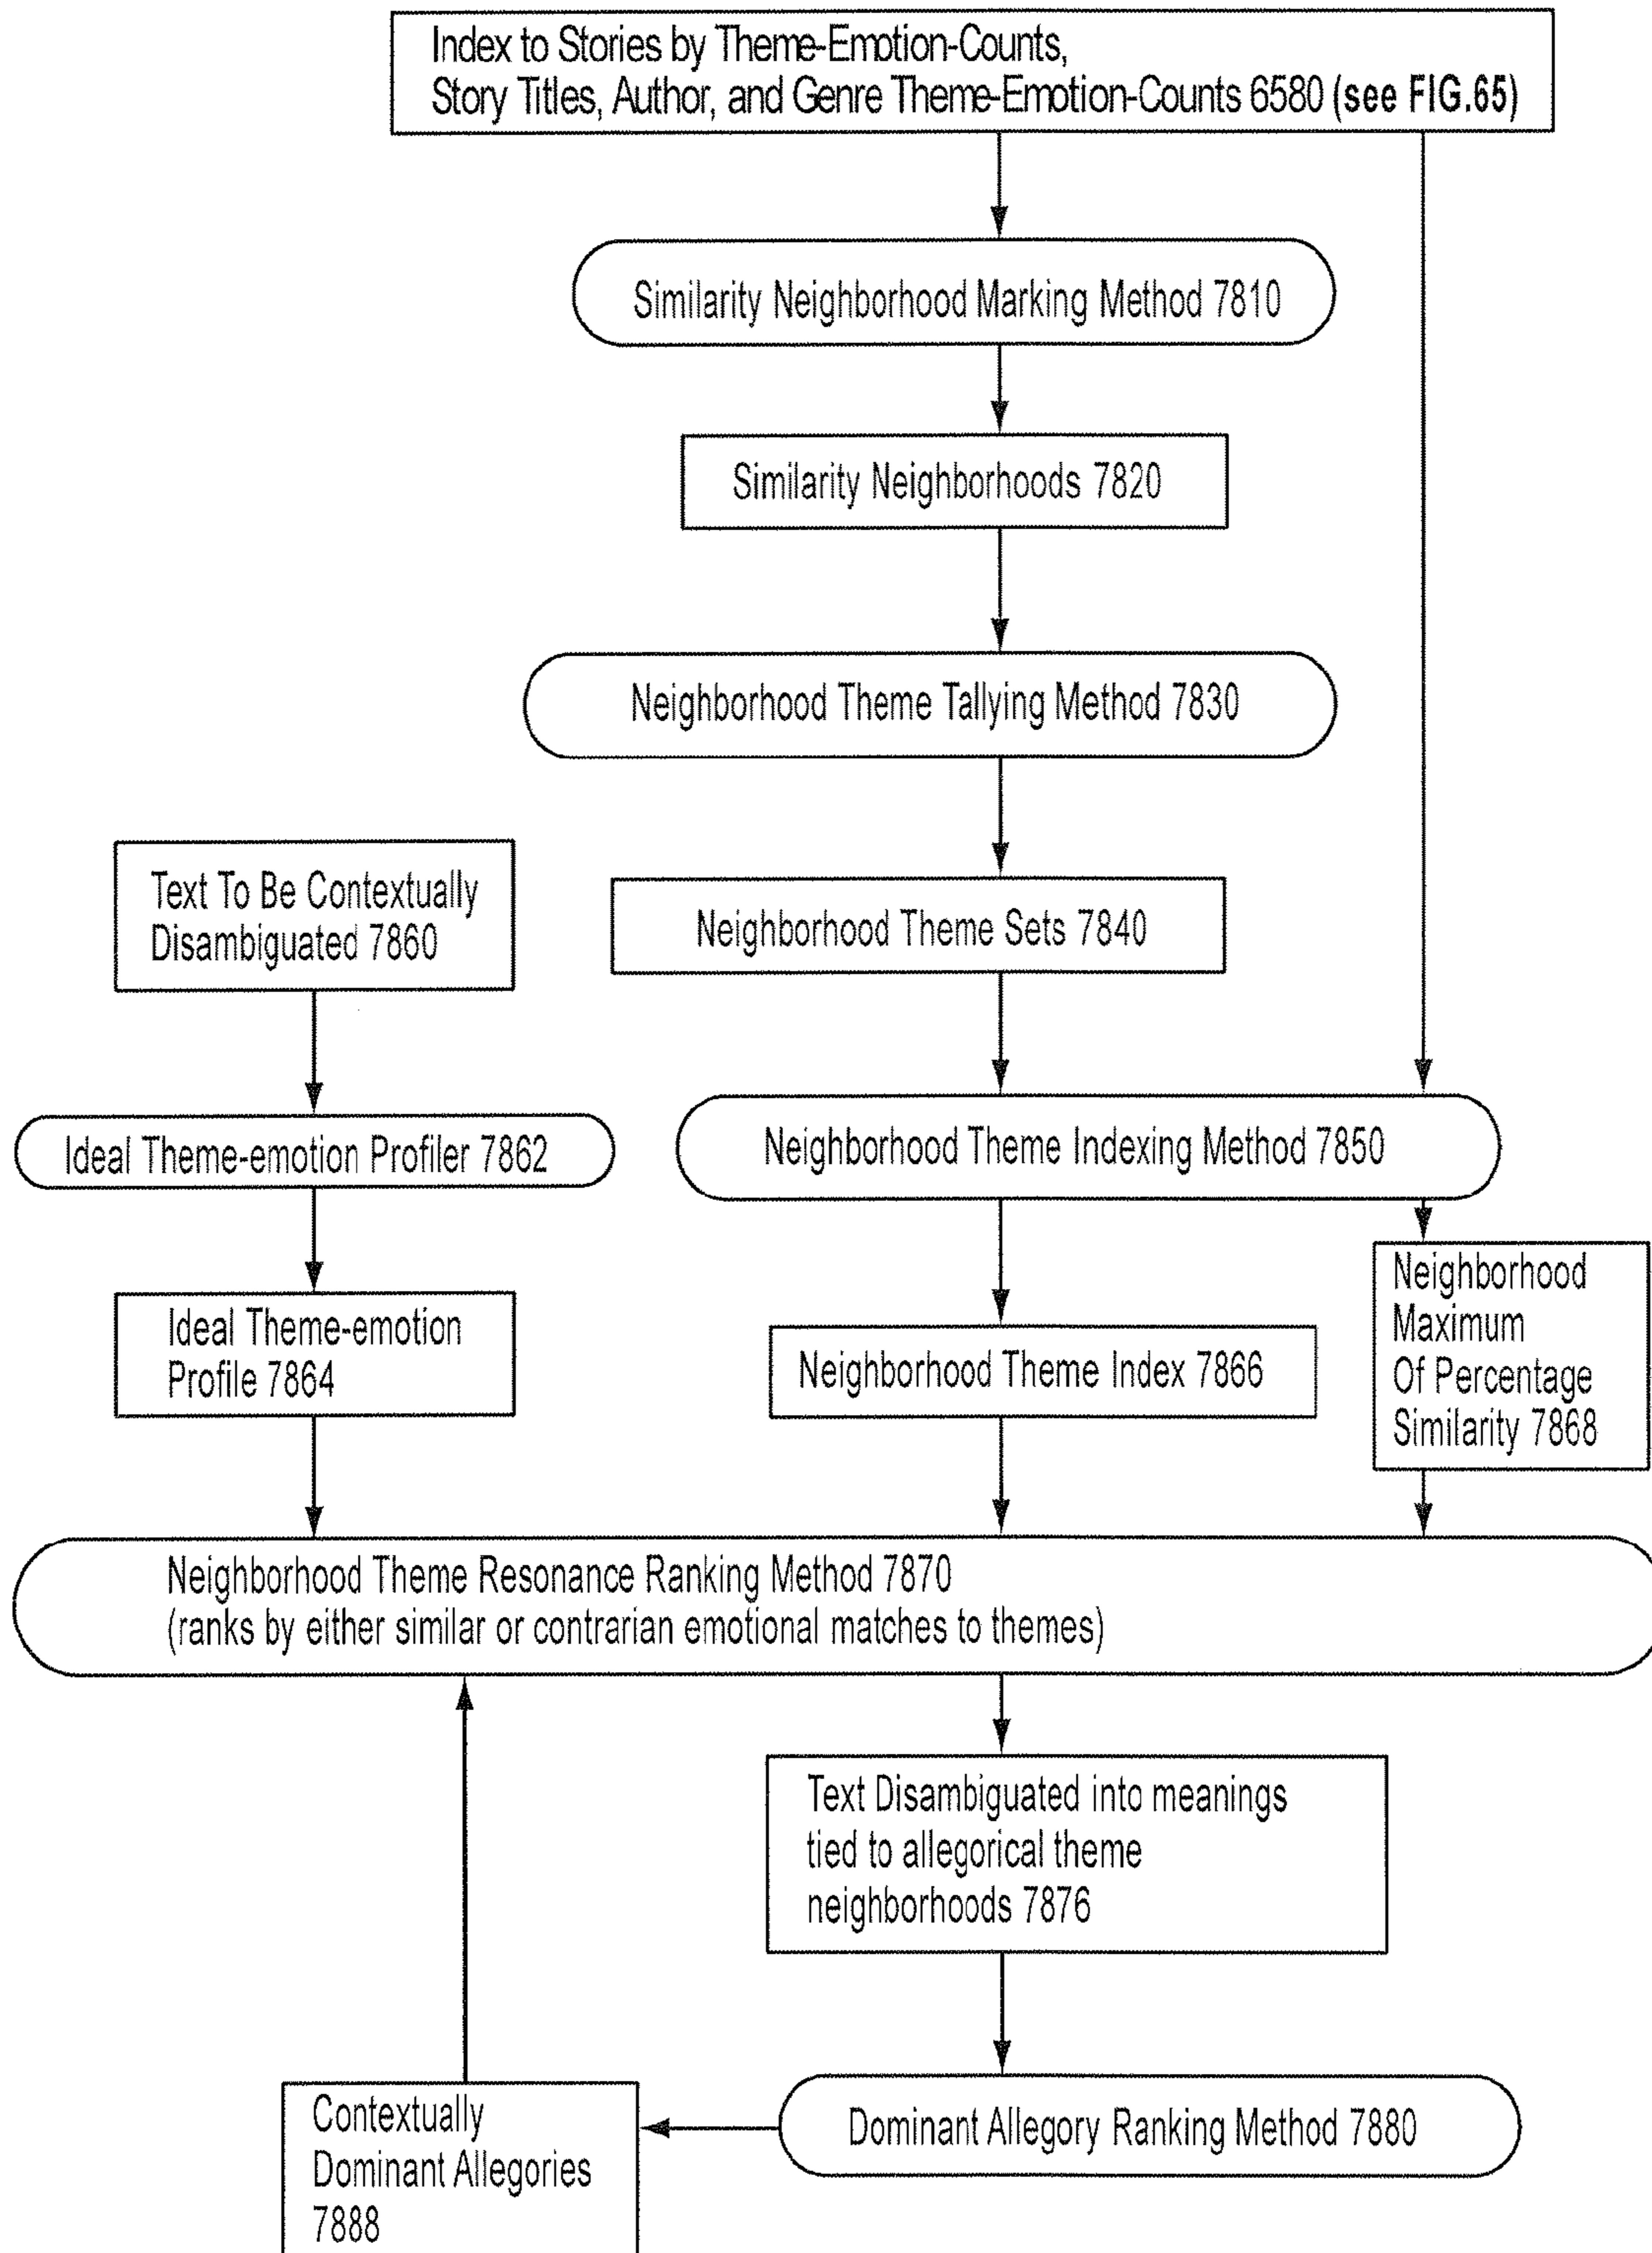 Index to Stories by Theme-Emotion-Counts,
Story Titles, Author, and Genre Theme-Emotion-Counts 6580 (see FIG.65)
Similarity Neighborhood Marking Method 7810
Similarity Neighborhoods 7820
Neighborhood Theme Tallying Method 7830
Text To Be Contextually
Disambiguated 7860
Neighborhood Theme Sets 7840
Ideal Theme-emotion Profiler 7862
Neighborhood Theme Indexing Method 7850
Ideal Theme-emotion
Profile 7864
Neighborhood Theme Index 7866
Neighborhood
Maximum
Of Percentage
Similarity 7868
Neighborhood Theme Resonance Ranking Method 7870
(ranks by either similar or contrarian emotional matches to themes)
Text Disambiguated into meanings
tied to allegorical theme
neighborhoods 7876
Dominant Allegory Ranking Method 7880
Contextually
Dominant Allegories
7888